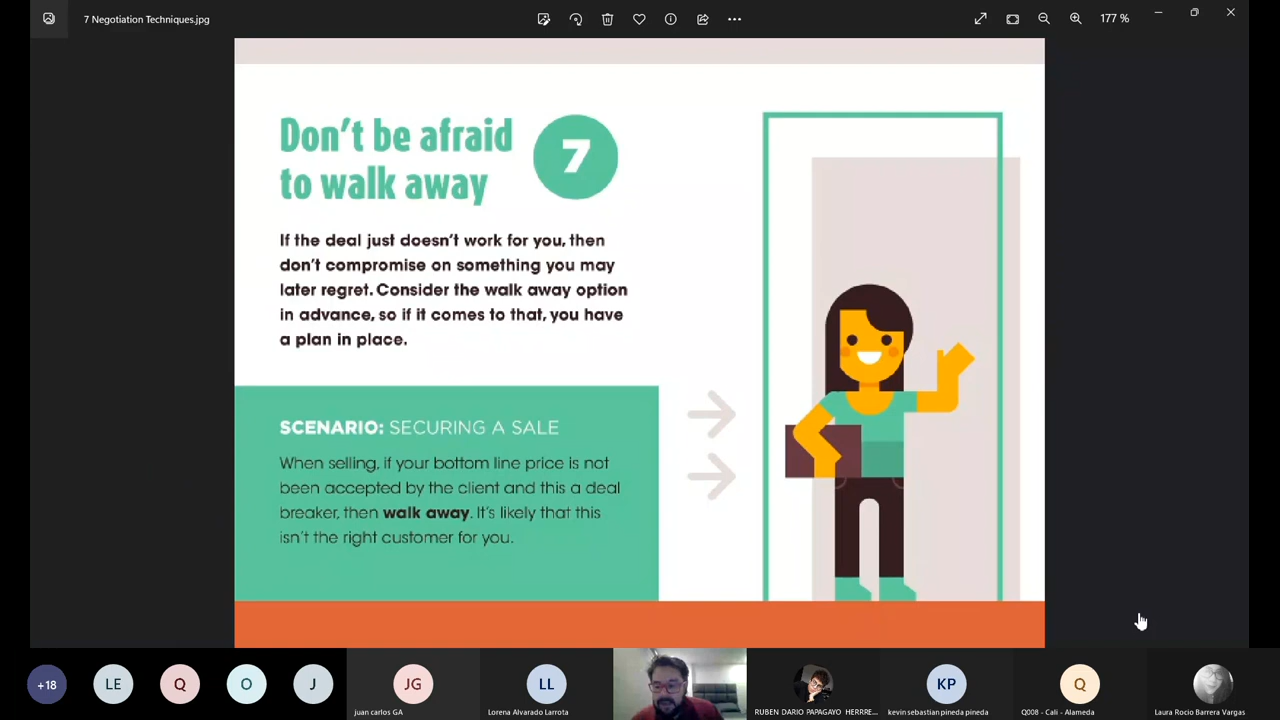 7 Negotiation Techniques.jpg
177 %
Don't be afraid
to walk away
7
If the deal just doesn't work for you, then
don't compromise on something you may
later regret. Consider the walk away option
in advance, so if it comes to that, you have
a plan in place.
SCENARIO: SECURING A SALE
When selling, if your bottom line price is not
been accepted by the client and this a deal
breaker, then walk away. It's likely that this
isn't the right customer for you.
+18
LE
Q
O
J
JG
LL
KP
Q
juan carlos GA
Lorena Alvarado Larrota
RUBEN DARIO PAPAGAYO HERRRE...
kevin sebastian pineda pineda
Q008 - Cali - Alameda
Laura Rocio Barrera Vargas